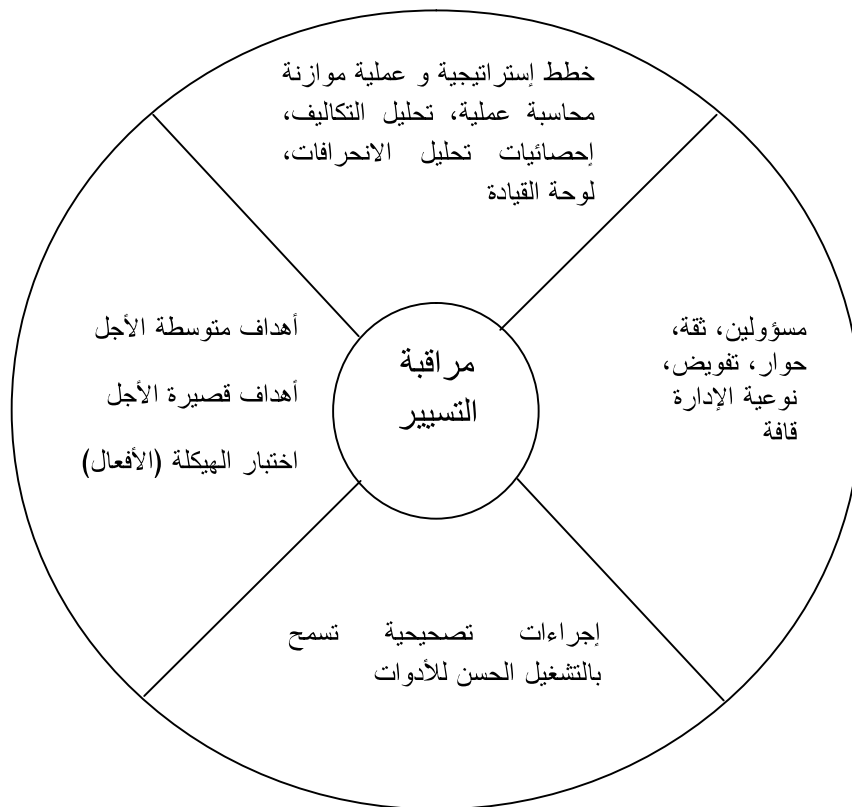 خطط إستراتيجية و عملية موازنة
محاسبة عملية، تحليل التكاليف،
إحصائيات تحليل الانحرافات،
لوحة القيادة
مسؤولين، ثقة،
حوار، تفويض،
نوعية الإدارة
قافة
مراقبة
التسيير
أهداف متوسطة الأجل
أهداف قصيرة الأجل
اختبار الهيكلة (الأفعال)
إجراءات تصحيحية تسمح
بالتشغيل الحسن للأدوات